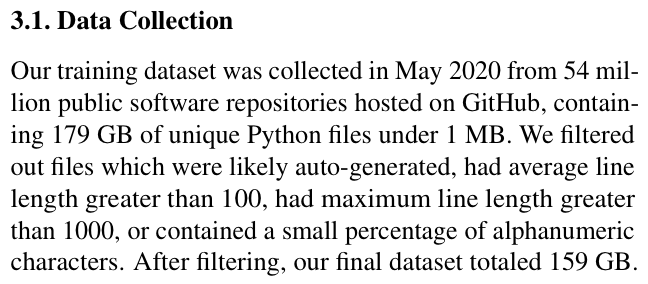 3.1. Data Collection
Our training dataset was collected in May 2020 from 54 mil-
lion public software repositories hosted on GitHub, contain-
ing 179 GB of unique Python files under 1 MB. We filtered
out files which were likely auto-generated, had average line
length greater than 100, had maximum line length greater
than 1000, or contained a small percentage of alphanumeric
characters. After filtering, our final dataset totaled 159 GB.